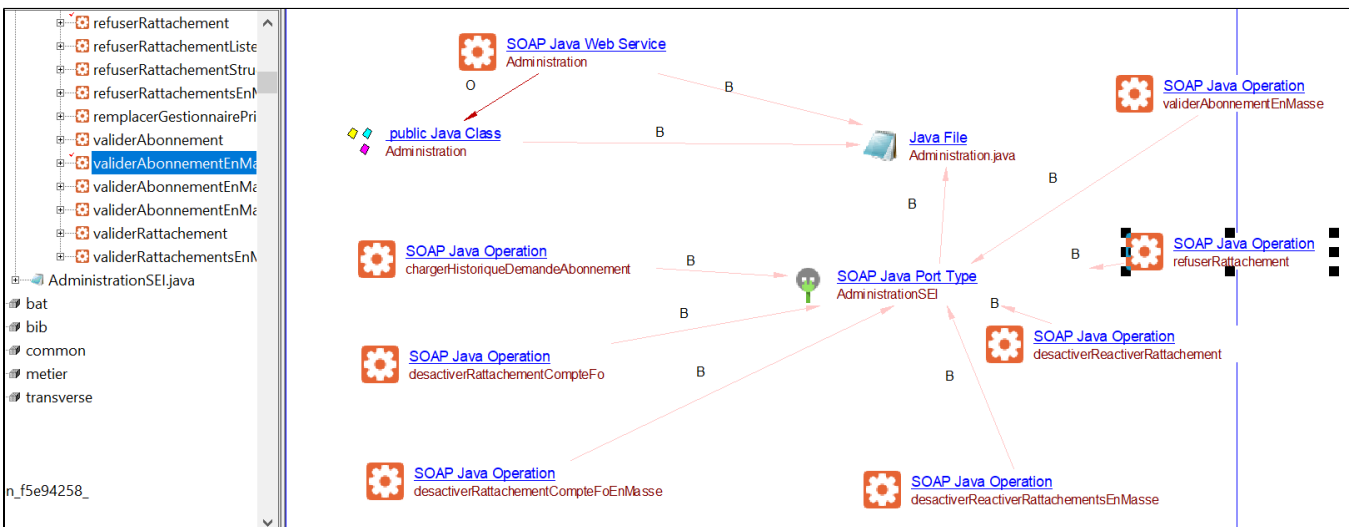 refuserRattachement
refuserRattachementListe
refuserRattachementStru
refuserRattachementsEnM
remplacerGestionnairePri
validerAbonnement
validerAbonnementEnMa
validerAbonnementEnMa
validerAbonnementEnMa
validerRattachement
validerRattachementsEnM
AdministrationSEI.java
bat
bib
common
metier
transverse
n_f5e94258_
SOAP Java Web Service
Administration
O
B
public Java Class
Administration
B
Java File
Administration.java
SOAP Java Operation
validerAbonnementEnMasse
B
B
SOAP Java Operation
chargerHistoriqueDemandeAbonnement
B
SOAP Java Port Type
AdministrationSEI
B
SOAP Java Operation
refuserRattachement
B
SOAP Java Operation
desactiverReactiverRattachement
B
SOAP Java Operation
desactiverRattachementCompteFo
B
B
SOAP Java Operation
desactiverRattachementCompteFoEnMasse
SOAP Java Operation
desactiverReactiverRattachementsEnMasse